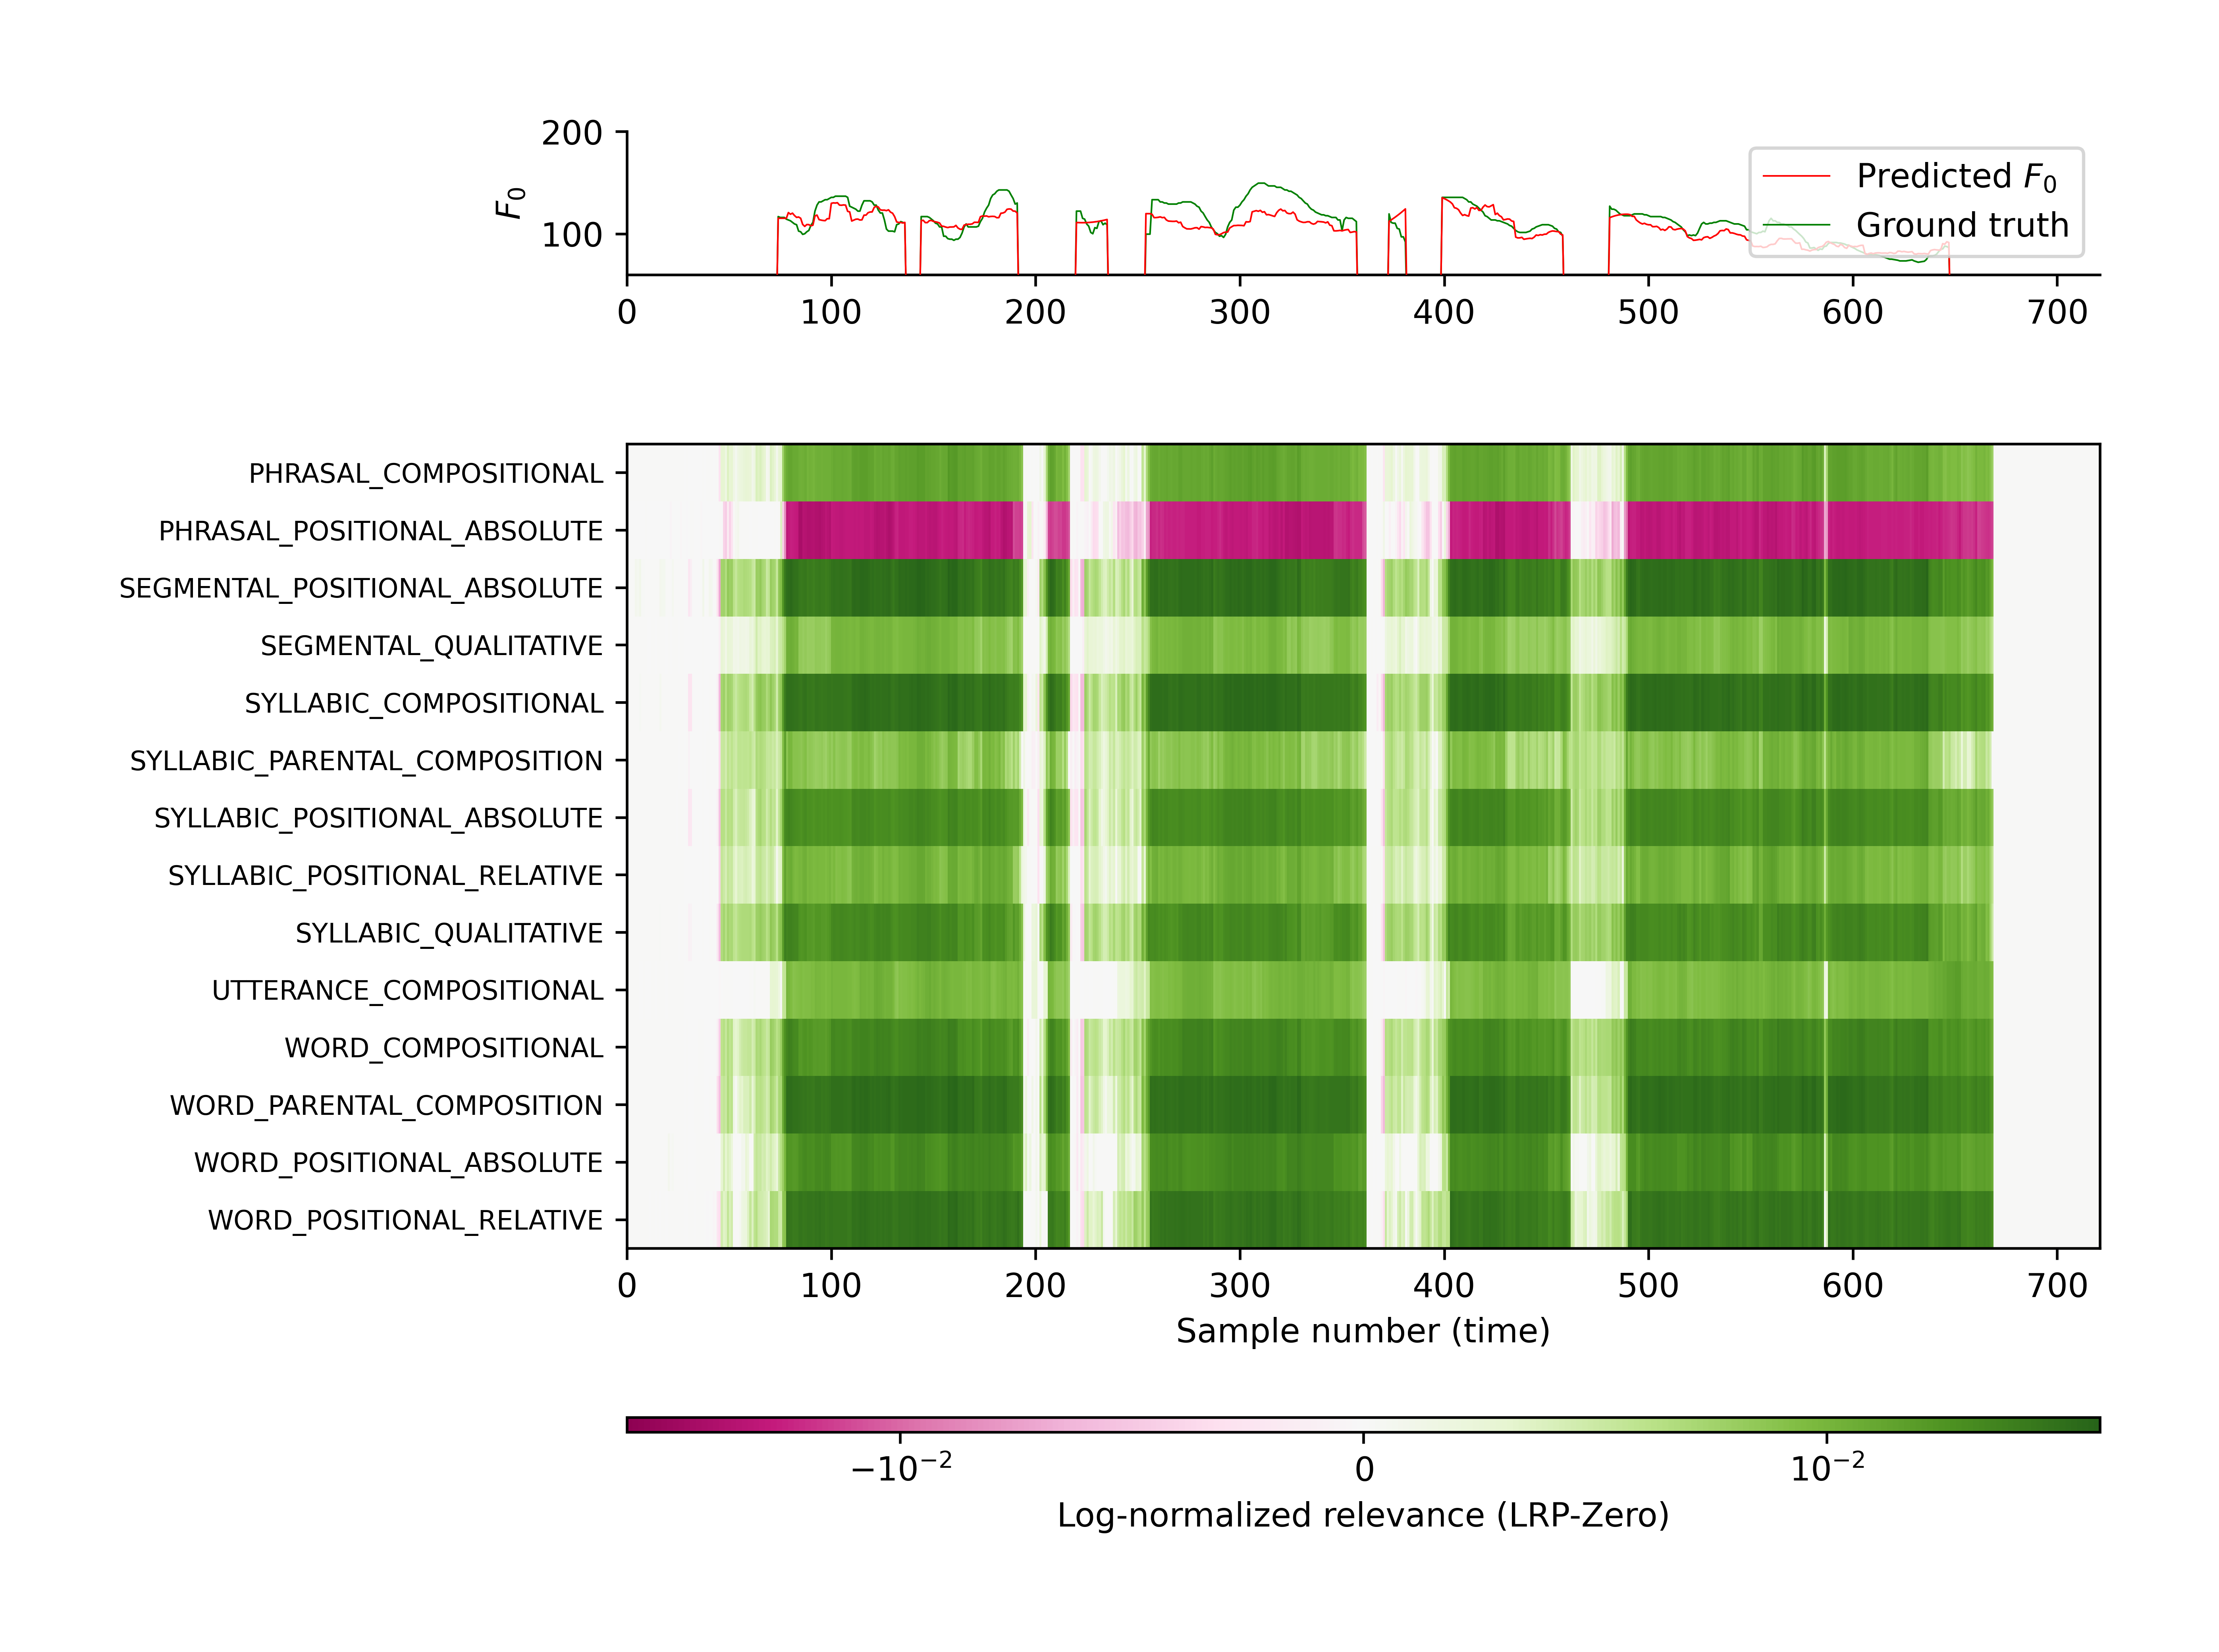 200
100
F0
Predicted F0
Ground truth
0 100 200 300 400 500 600 700
PHRASAL_COMPOSITIONAL
PHRASAL_POSITIONAL_ABSOLUTE
SEGMENTAL_POSITIONAL_ABSOLUTE
SEGMENTAL_QUALITATIVE
SYLLABIC_COMPOSITIONAL
SYLLABIC_PARENTAL_COMPOSITION
SYLLABIC_POSITIONAL_ABSOLUTE
SYLLABIC_POSITIONAL_RELATIVE
SYLLABIC_QUALITATIVE
UTTERANCE_COMPOSITIONAL
WORD_COMPOSITIONAL
WORD_PARENTAL_COMPOSITION
WORD_POSITIONAL_ABSOLUTE
WORD_POSITIONAL_RELATIVE
0 100 200 300 400 500 600 700
Sample number (time)
−10⁻² 0 10⁻²
Log-normalized relevance (LRP-Zero)